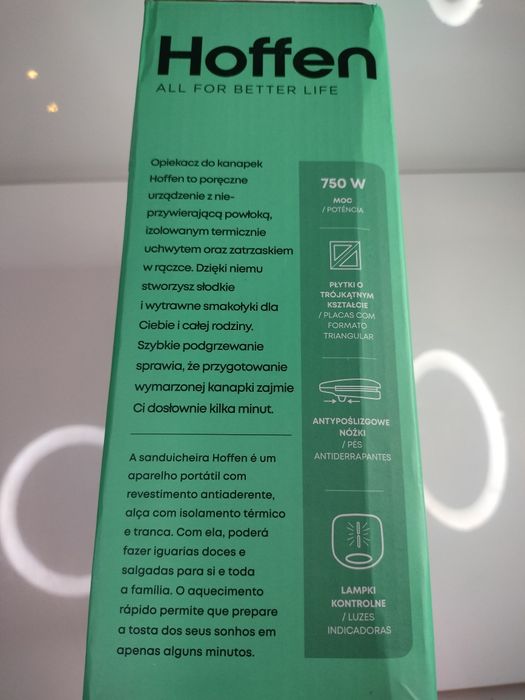 Hoffen
ALL FOR BETTER LIFE
Opiekacz do kanapek
Hoffen to poręczne
urządzenie z nie-
przywierającą powłoką,
izolowanym termicznie
uchwytem oraz zatrzaskiem
w rączce. Dzięki niemu
stworzysz słodkie
i wytrawne smakołyki dla
Ciebie i całej rodziny.
Szybkie podgrzewanie
sprawia, że przygotowanie
wymarzonej kanapki zajmie
Ci dosłownie kilka minut.
A sanduicheira Hoffen é um
aparelho portátil com
revestimento antiaderente,
alça com isolamento térmico
e tranca. Com ela, poderá
fazer iguarias doces e
salgadas para si e toda
a família. O aquecimento
rápido permite que prepare
a tosta dos seus sonhos em
apenas alguns minutos.
750 W
MOC
/ POTÊNCIA
PŁYTKI O
TRÓJKĄTNYM
KSZTAŁCIE
/ PLACAS COM
FORMATO
TRIANGULAR
ANTYPOŚLIZGOWE
NÓŻKI / PÉS
ANTIDERRAPANTES
LAMPKI
KONTROLNE
/ LUZES
INDICADORAS